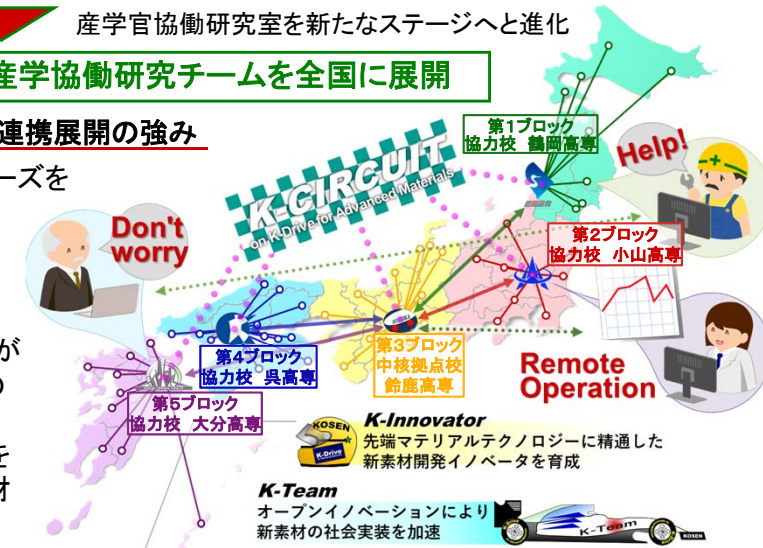 産学官協働研究室を新たなステージへと進化
産学協働研究チームを全国に展開
連携展開の強み
ーズを
K-CIRCUIT
on K-Drive for Advanced Materials
第1ブロック
協力校 鶴岡高専
Help!
Don't
worry
第2ブロック
協力校 小山高専
が
の
を
材
第3ブロック
中核拠点校
鈴鹿高専
第4ブロック
協力校 呉高専
第5ブロック
協力校 大分高専
Remote
Operation
KOSEN
K-Drive
K-Innovator
先端マテリアルテクノロジーに精通した
新素材開発イノベータを育成
K-Team
オープンイノベーションにより
新素材の社会実装を加速
K-Team
KOSEN